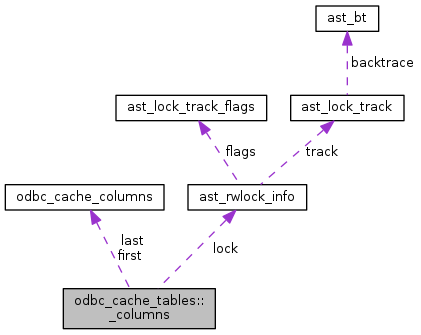 ast_bt
backtrace
ast_lock_track_flags
ast_lock_track
flags
track
odbc_cache_columns
ast_rwlock_info
last
first
lock
odbc_cache_tables::
_columns